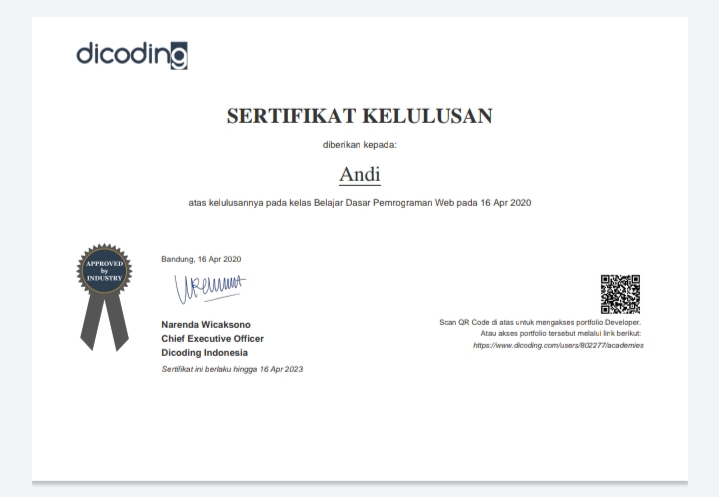 dicoding
SERTIFIKAT KELULUSAN
diberikan kepada:
Andi
atas kelulusannya pada kelas Belajar Dasar Pemrograman Web pada 16 Apr 2020
APPROVED
by
INDUSTRY
Bandung, 16 Apr 2020
Narenda Wicaksono
Chief Executive Officer
Dicoding Indonesia
Sertifikat ini berlaku hingga 16 Apr 2023
Scan QR Code di atas untuk mengakses portfolio Developer.
Atau akses portfolio tersebut melalui link berikut:
https://www.dicoding.com/users/802277/academies